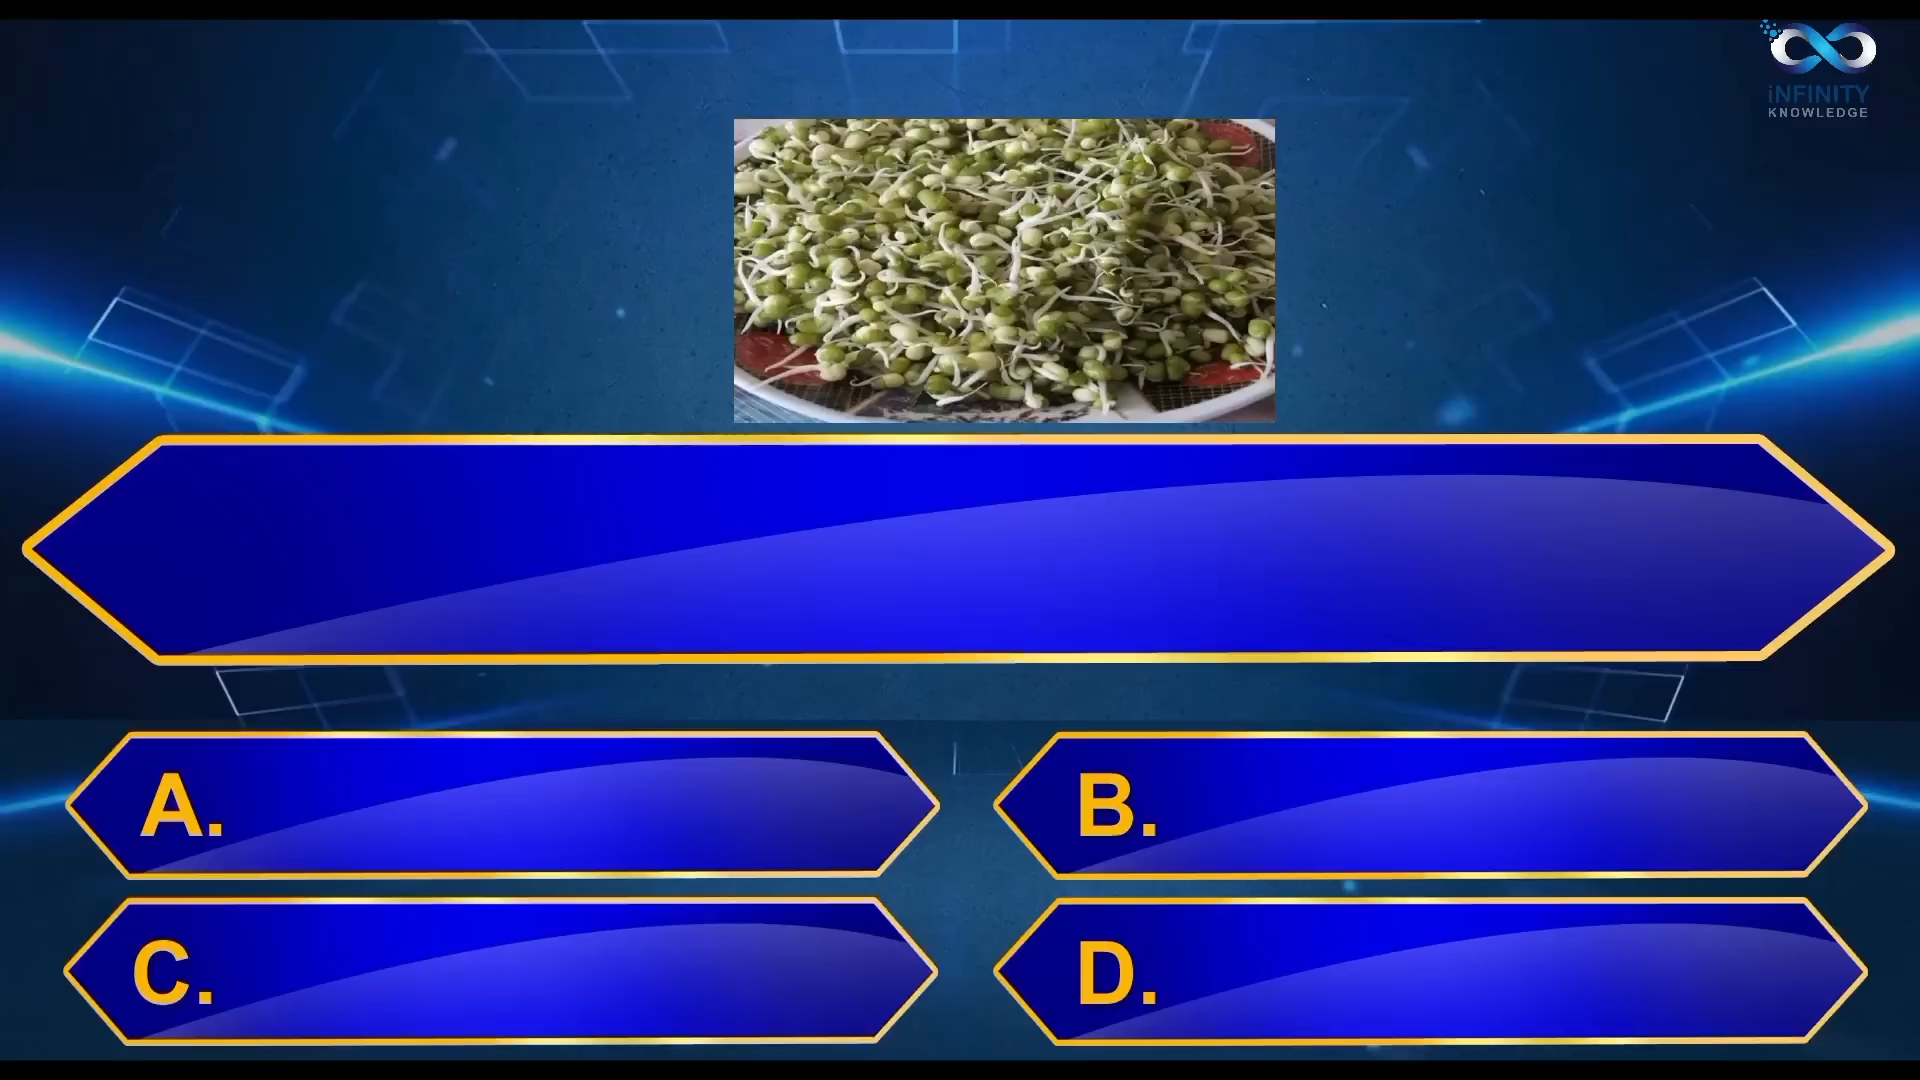 iNFINITY
KNOWLEDGE
A.
B.
C.
D.